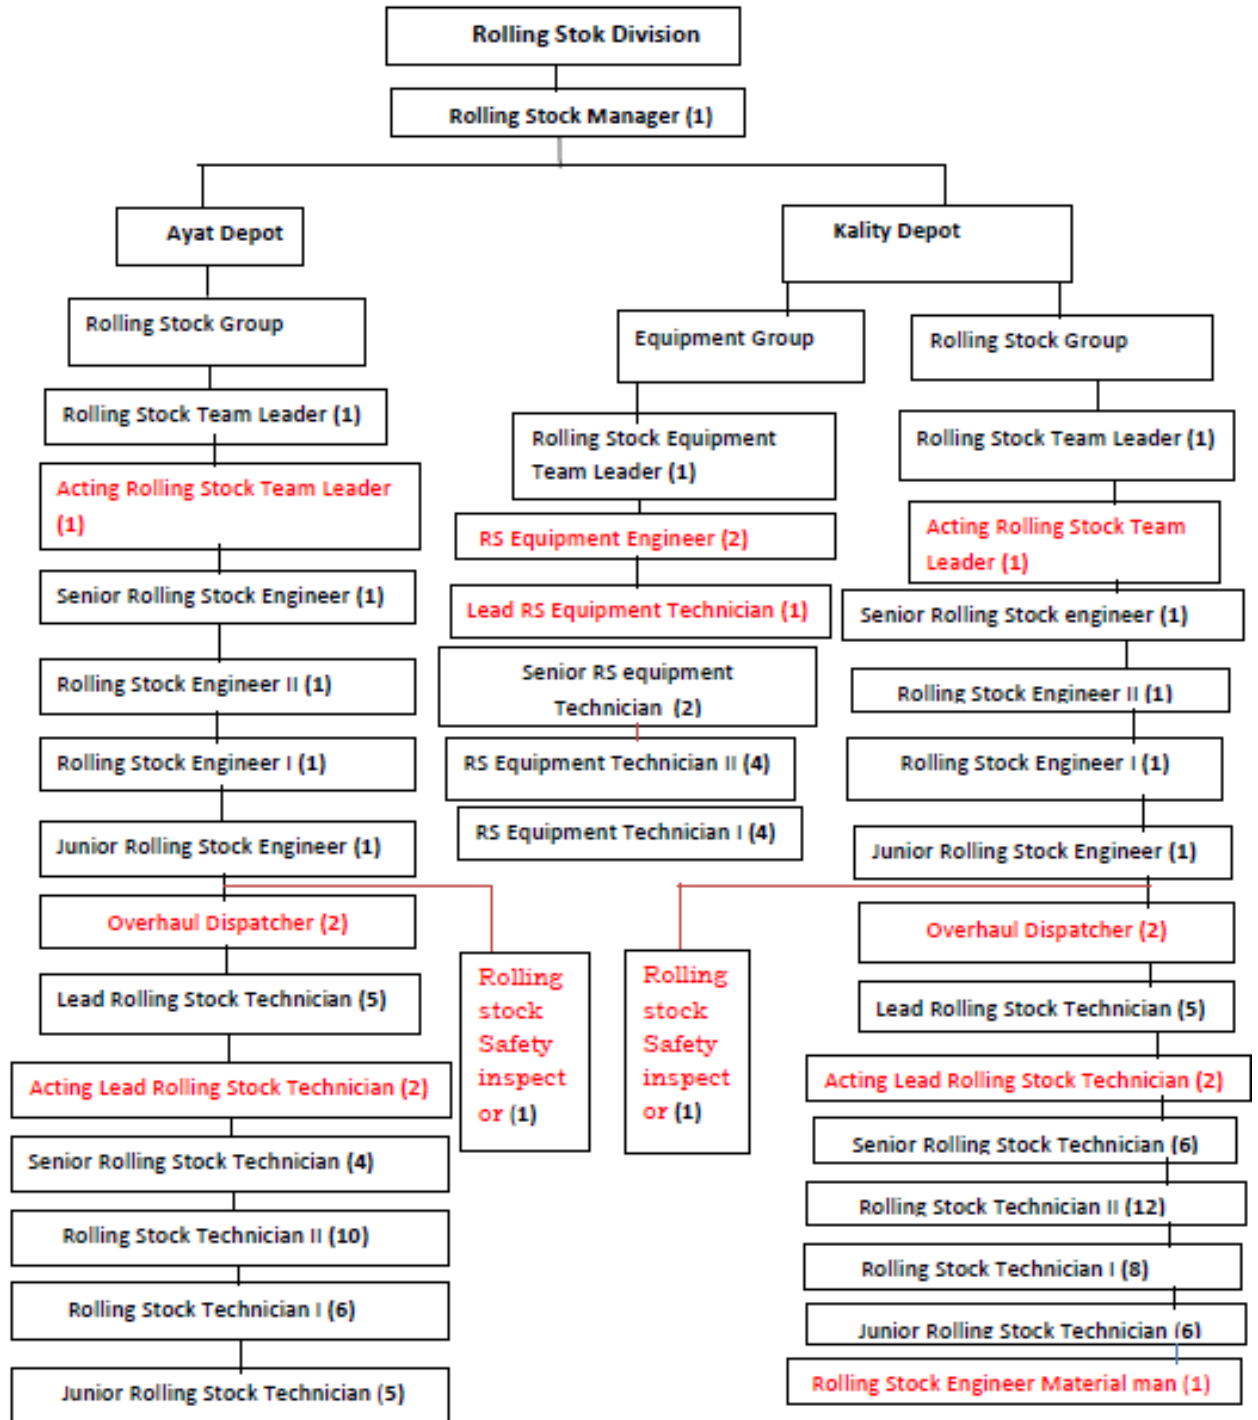 Rolling Stok Division
Rolling Stock Manager (1)
Ayat Depot
Kality Depot
Rolling Stock Group
Rolling Stock Team Leader (1)
Acting Rolling Stock Team Leader
(1)
Senior Rolling Stock Engineer (1)
Rolling Stock Engineer II (1)
Rolling Stock Engineer I (1)
Junior Rolling Stock Engineer (1)
Overhaul Dispatcher (2)
Lead Rolling Stock Technician (5)
Acting Lead Rolling Stock Technician (2)
Senior Rolling Stock Technician (4)
Rolling Stock Technician II (10)
Rolling Stock Technician I (6)
Junior Rolling Stock Technician (5)
Rolling
stock
Safety
inspect
or (1)
Equipment Group
Rolling Stock Equipment
Team Leader (1)
RS Equipment Engineer (2)
Lead RS Equipment Technician (1)
Senior RS equipment
Technician (2)
RS Equipment Technician II (4)
RS Equipment Technician I (4)
Rolling
stock
Safety
inspect
or (1)
Rolling Stock Group
Rolling Stock Team Leader (1)
Acting Rolling Stock Team
Leader (1)
Senior Rolling Stock engineer (1)
Rolling Stock Engineer II (1)
Rolling Stock Engineer I (1)
Junior Rolling Stock Engineer (1)
Overhaul Dispatcher (2)
Lead Rolling Stock Technician (5)
Acting Lead Rolling Stock Technician (2)
Senior Rolling Stock Technician (6)
Rolling Stock Technician II (12)
Rolling Stock Technician I (8)
Junior Rolling Stock Technician (6)
Rolling Stock Engineer Material man (1)